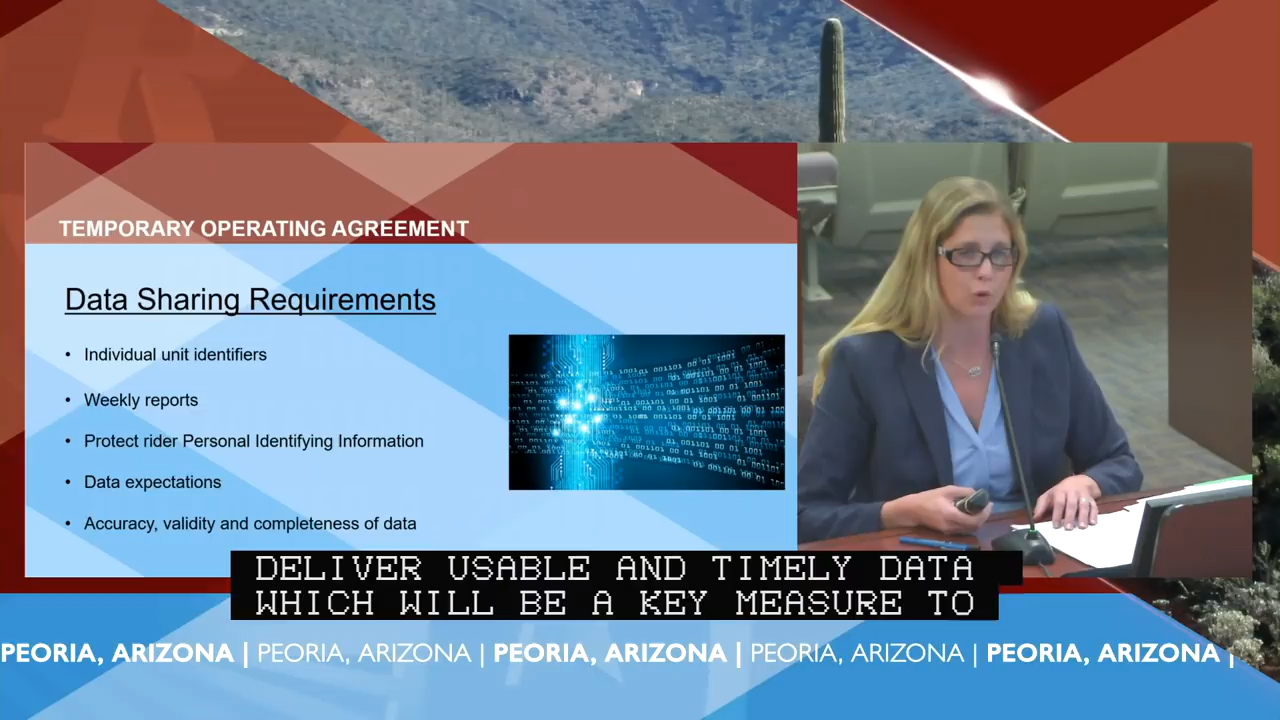 TEMPORARY OPERATING AGREEMENT
Data Sharing Requirements
• Individual unit identifiers
• Weekly reports
• Protect rider Personal Identifying Information
• Data expectations
• Accuracy, validity and completeness of data
DELIVER USABLE AND TIMELY DATA
WHICH WILL BE A KEY MEASURE TO
PEORIA, ARIZONA | PEORIA, ARIZONA | PEORIA, ARIZONA | PEORIA, ARIZONA | PEORIA, ARIZONA |